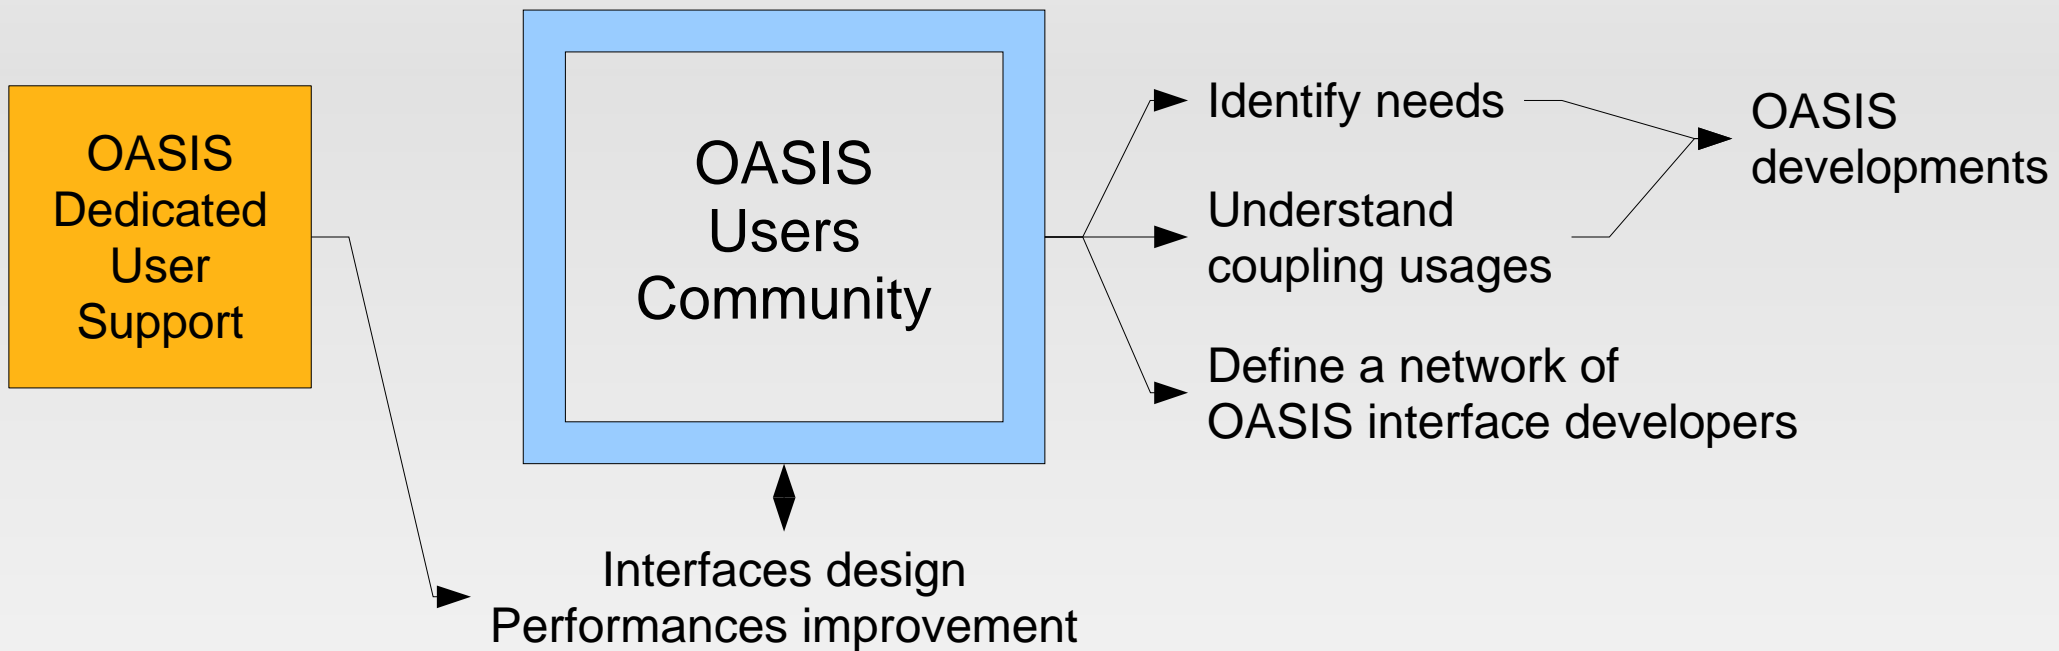 OASIS
Dedicated
User
Support
OASIS
Users
Community
Identify needs
Understand
coupling usages
Define a network of
OASIS interface developers
OASIS
developments
Interfaces design
Performances improvement